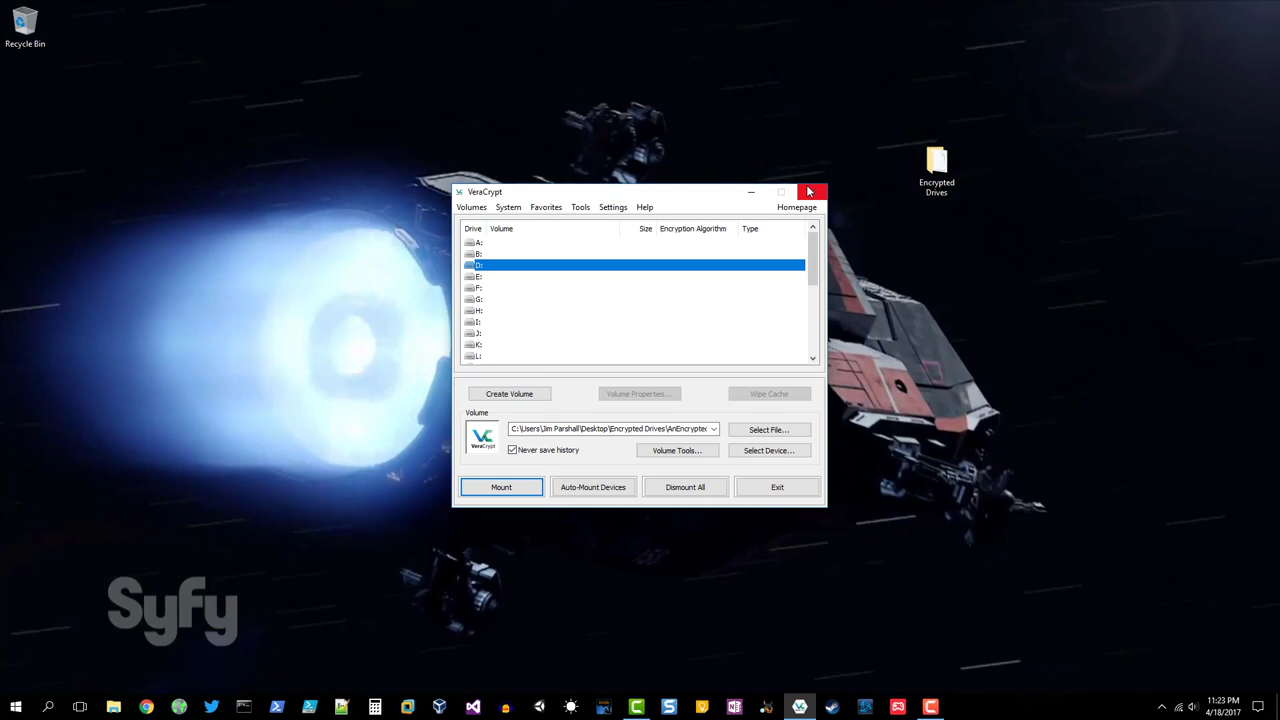 Recycle Bin
Encrypted
Drives
VeraCrypt
Volumes System Favorites Tools Settings Help Homepage
Drive Volume Size Encryption Algorithm Type
A:
B:
D:
E:
F:
G:
H:
I:
J:
K:
L:
Create Volume Volume Properties... Wipe Cache
Volume
VeraCrypt
C:\Users\Jim Parshall\Desktop\Encrypted Drives\AnEncrypted Select File...
Never save history Volume Tools... Select Device...
Mount Auto-Mount Devices Dismount All Exit
Syfy
11:23 PM
4/18/2017